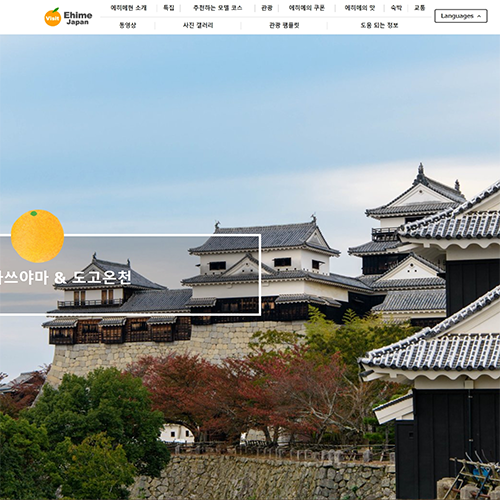 Visit Ehime Japan
에히메현 소개 특집 추천하는 모델 코스 관광 에히메의 쿠폰 에히메의 맛 숙박 교통
동영상 사진 갤러리 관광 팸플릿 도움 되는 정보
Languages
쓰야마 & 도고온천